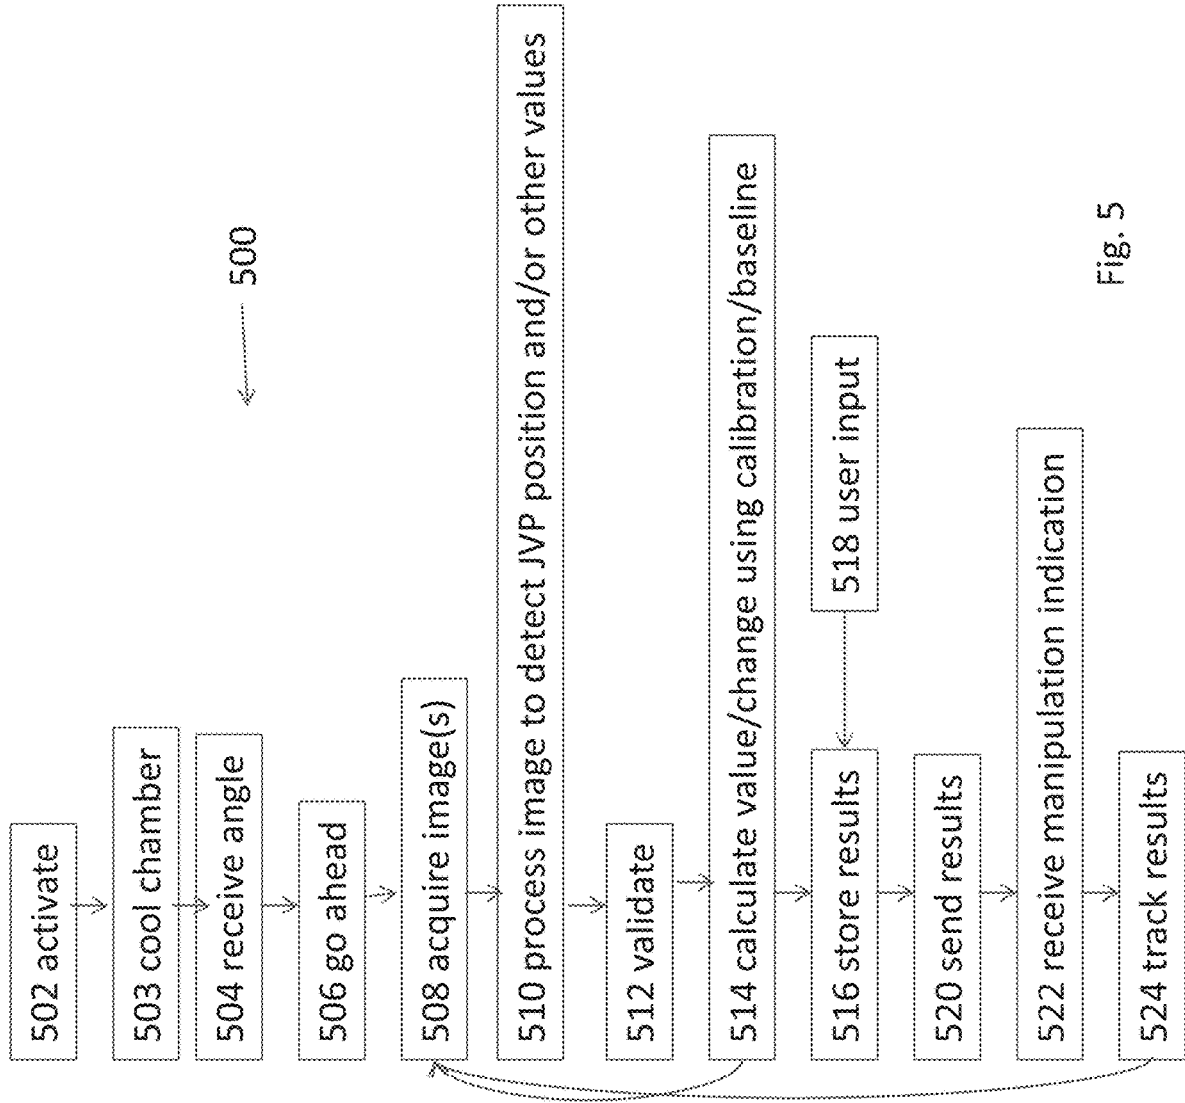 500
502 activate
503 cool chamber
504 receive angle
506 go ahead
508 acquire image(s)
510 process image to detect JVP position and/or other values
512 validate
514 calculate value/change using calibration/baseline
516 store results
518 user input
520 send results
522 receive manipulation indication
524 track results
Fig. 5